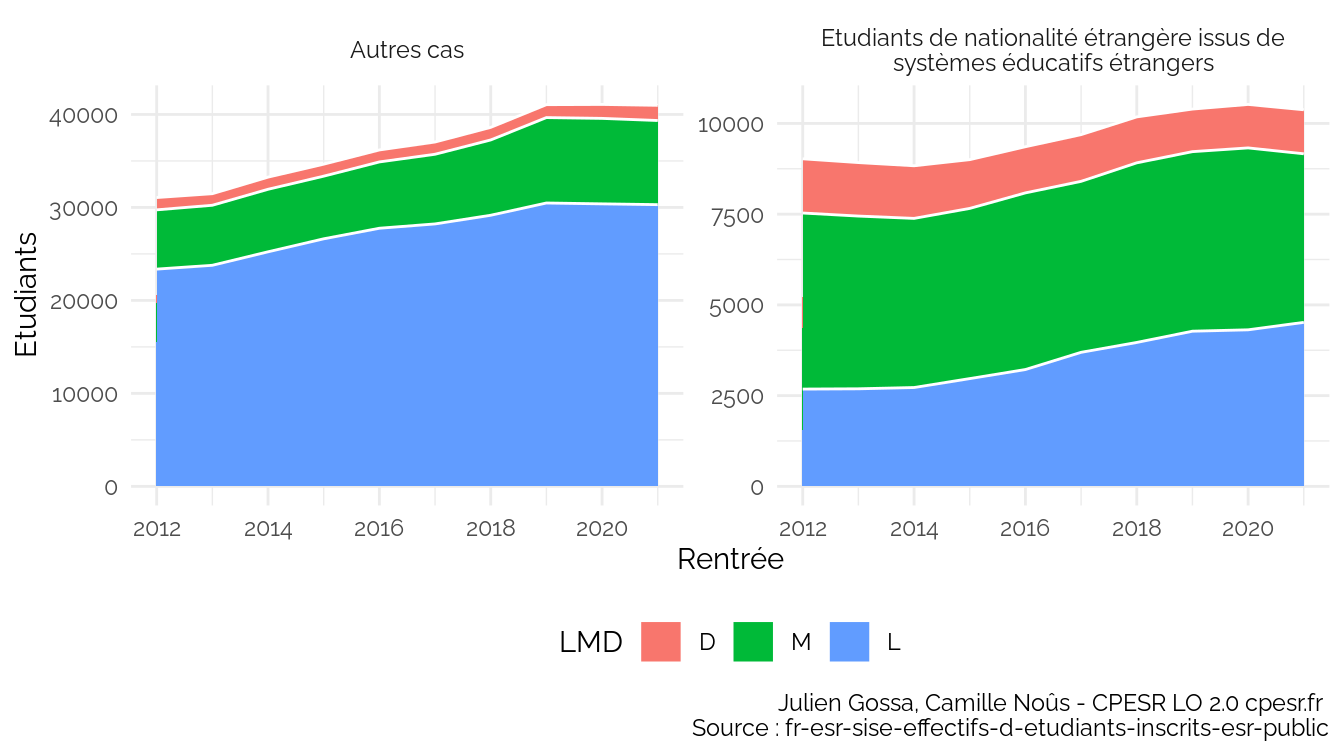 Autres cas
Etudiants de nationalité étrangère issus de
systèmes éducatifs étrangers
Etudiants
40000
30000
20000
10000
0
10000
7500
5000
2500
0
2012 2014 2016 2018 2020
2012 2014 2016 2018 2020
Rentrée
LMD D M L
Julien Gossa, Camille Noûs - CPESR LO 2.0 cpesr.fr
Source : fr-esr-sise-effectifs-d-etudiants-inscrits-esr-public